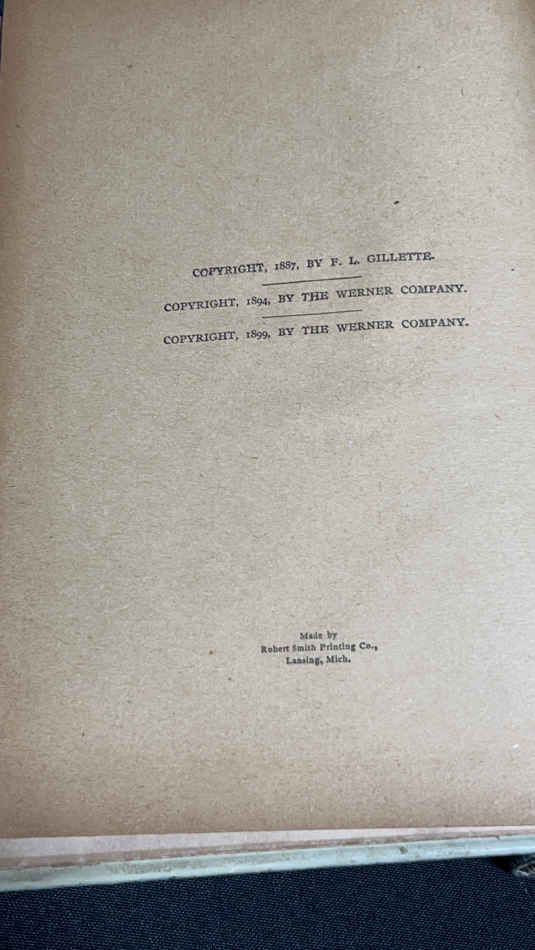 COPYRIGHT, 1887, BY F. L. GILLETTE.
COPYRIGHT, 1894, BY THE WERNER COMPANY.
COPYRIGHT, 1899, BY THE WERNER COMPANY.
Made by
Robert Smith Printing Co.,
Lansing, Mich.